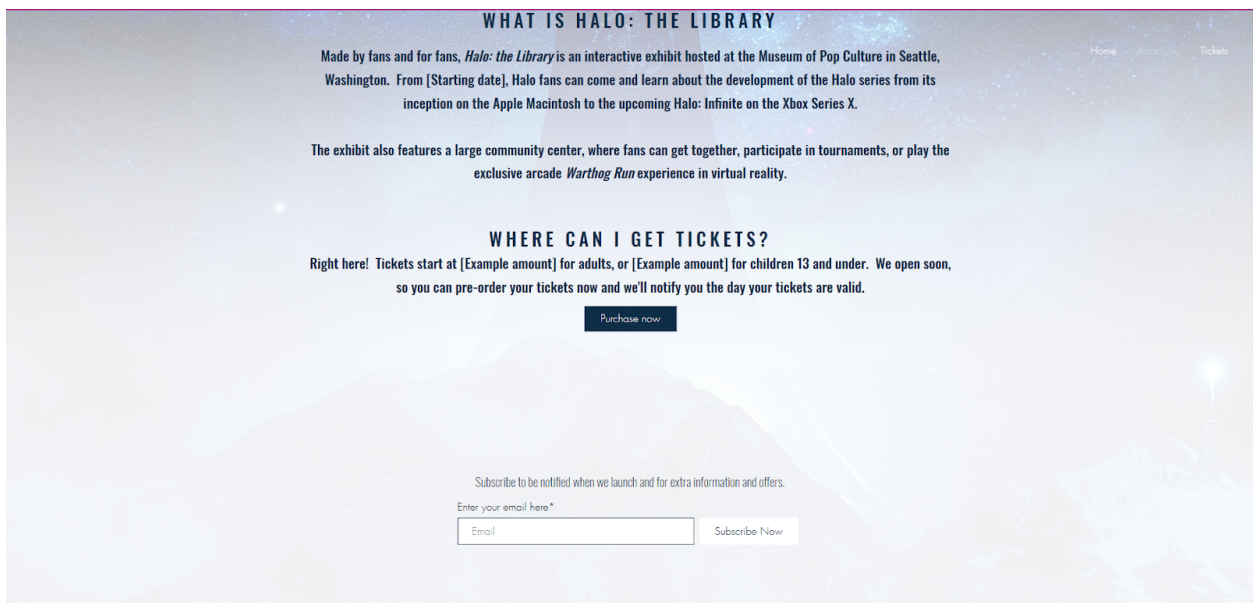 WHAT IS HALO: THE LIBRARY
Home Attractions Tickets
Made by fans and for fans, Halo: the Library is an interactive exhibit hosted at the Museum of Pop Culture in Seattle,
Washington. From [Starting date], Halo fans can come and learn about the development of the Halo series from its
inception on the Apple Macintosh to the upcoming Halo: Infinite on the Xbox Series X.
The exhibit also features a large community center, where fans can get together, participate in tournaments, or play the
exclusive arcade Warthog Run experience in virtual reality.
WHERE CAN I GET TICKETS?
Right here! Tickets start at [Example amount] for adults, or [Example amount] for children 13 and under. We open soon,
so you can pre-order your tickets now and we'll notify you the day your tickets are valid.
Purchase now
Subscribe to be notified when we launch and for extra information and offers.
Enter your email here*
Email
Subscribe Now